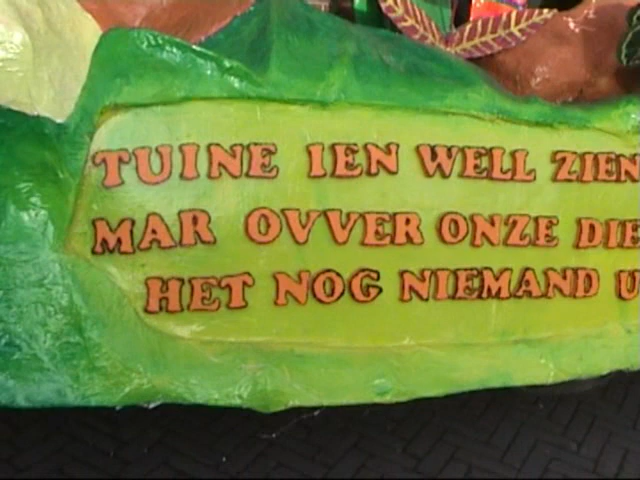 TUINE IEN WELL ZIEN
MAR OVVER ONZE DIE
HET NOG NIEMAND U